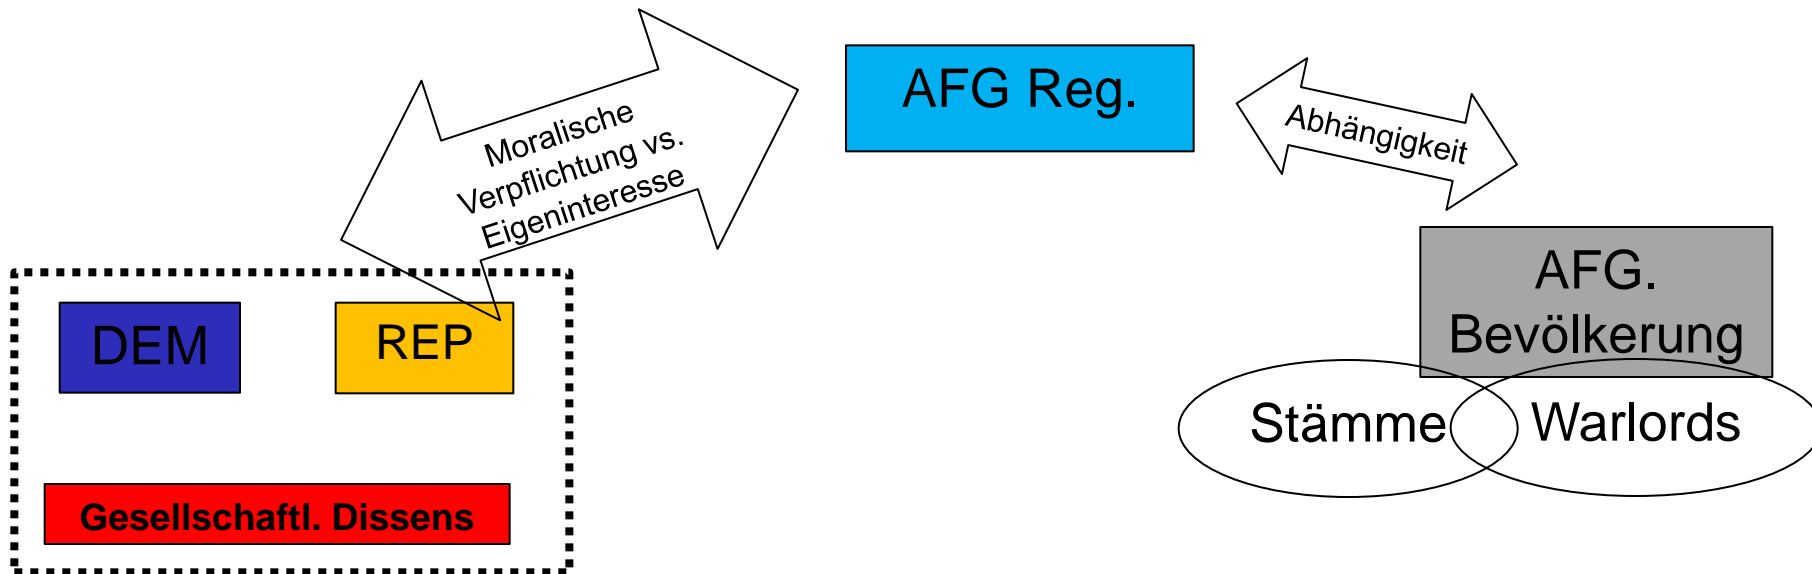 Moralische
Verpflichtung vs.
Eigeninteresse
AFG Reg.
Abhängigkeit
DEM
REP
Gesellschaftl. Dissens
AFG.
Bevölkerung
Stämme
Warlords